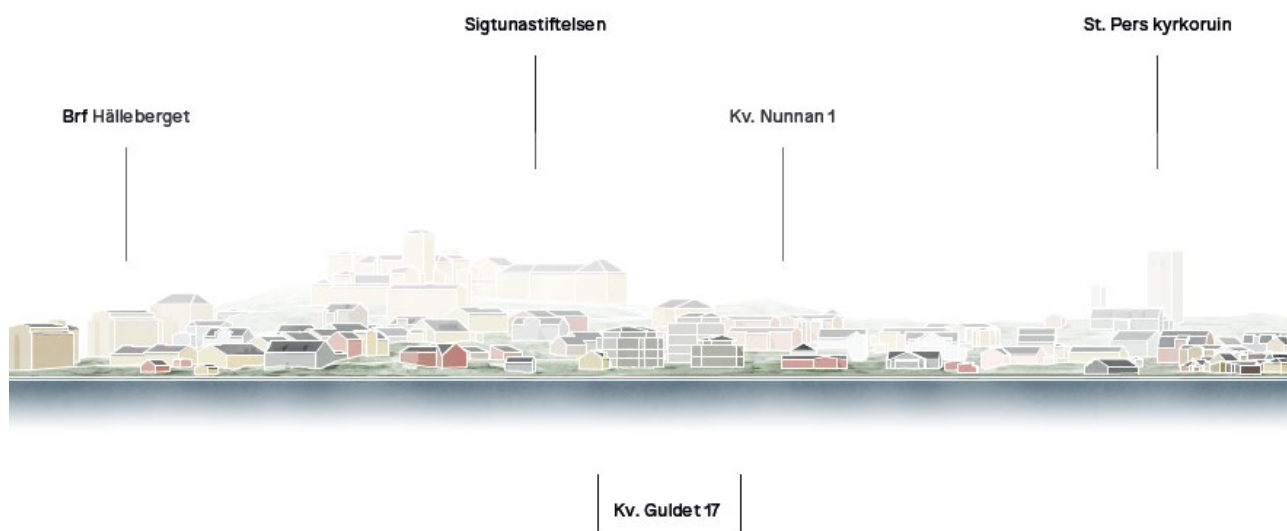 Sigtunastiftelsen
St. Pers kyrkoruin
Brf Hälleberget
Kv. Nunnan 1
Kv. Guldet 17